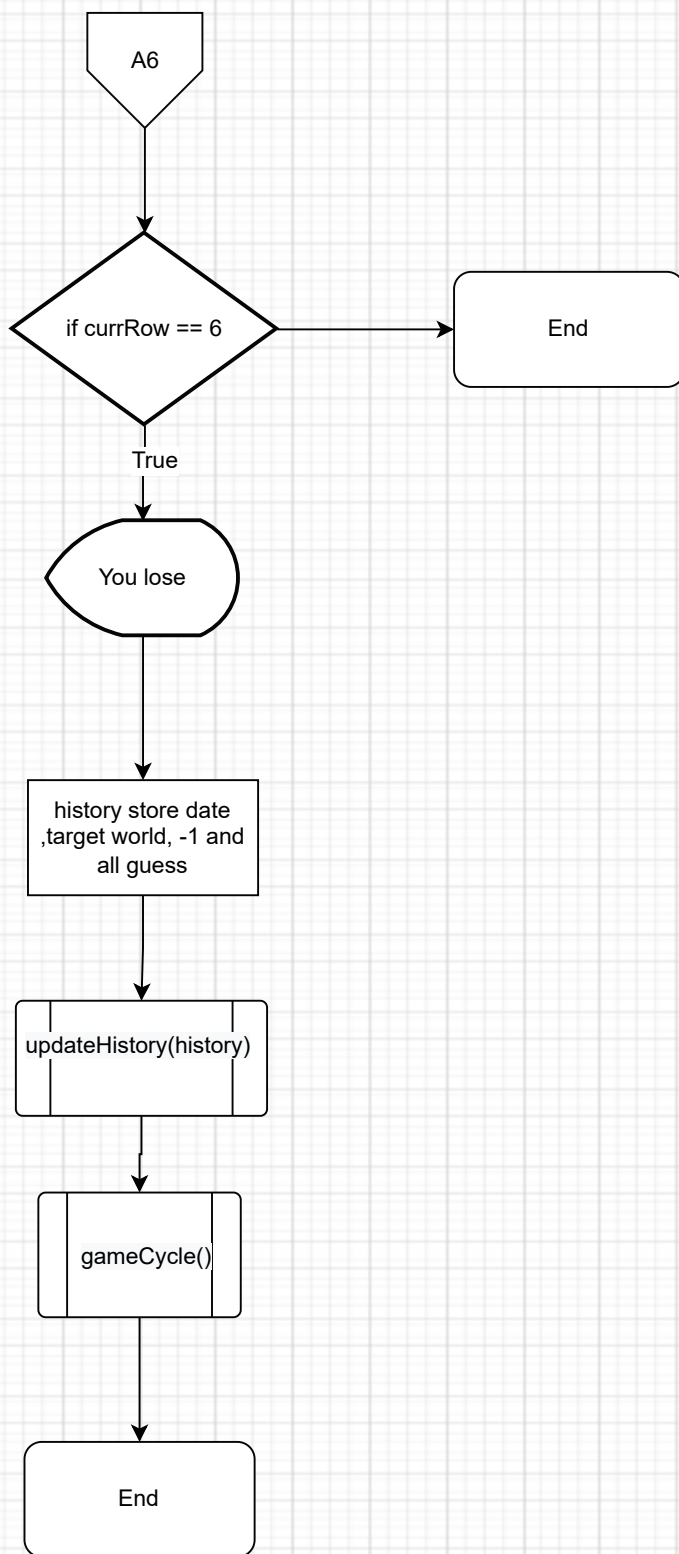 A6
if currRow == 6
End
True
You lose
history store date
,target world, -1 and
all guess
updateHistory(history)
gameCycle()
End